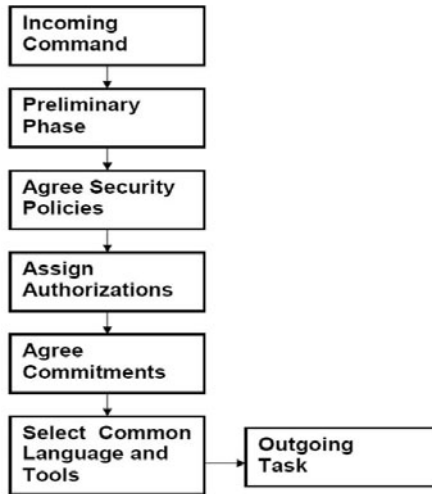 Incoming
Command
Preliminary
Phase
Agree Security
Policies
Assign
Authorizations
Agree
Commitments
Select Common
Language and
Tools
Outgoing
Task